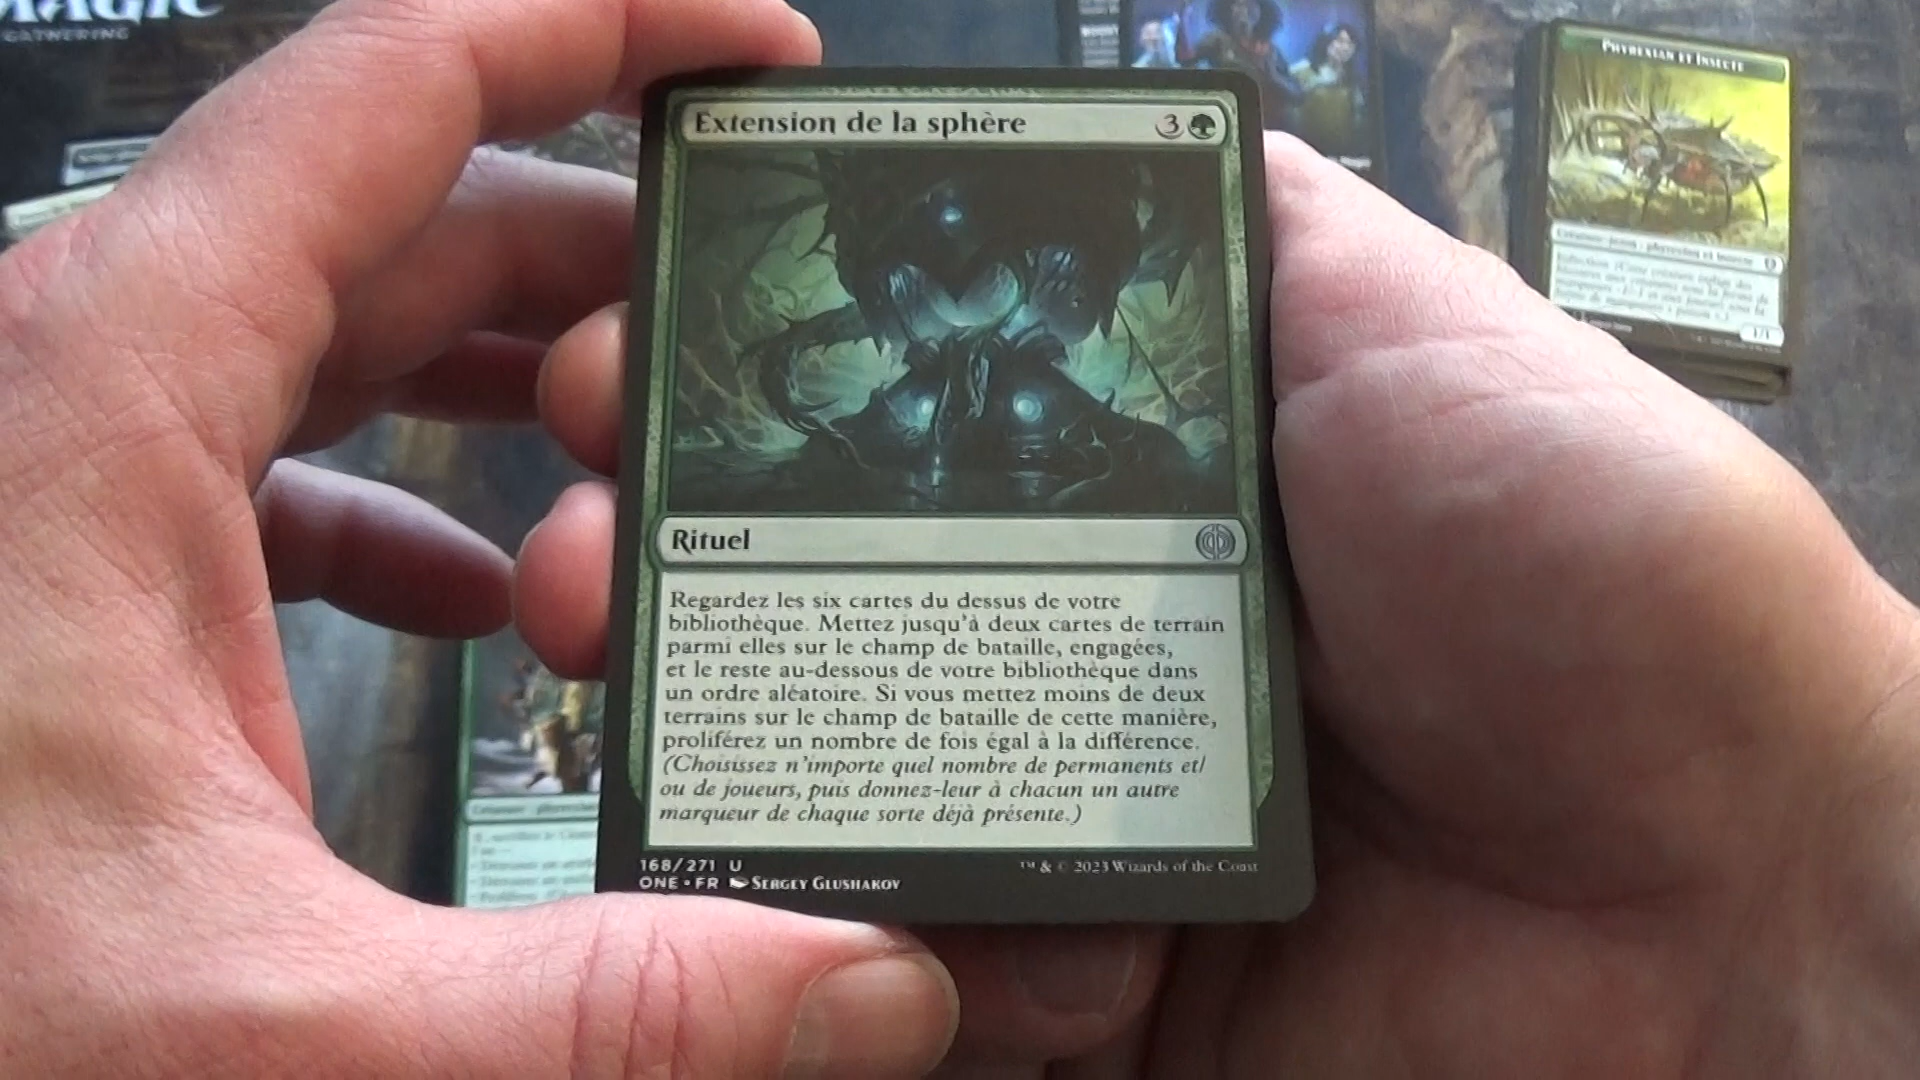 MAGIC
GATHERING
PHYREXIAN ET INSECTE
Extension de la sphère
3
Rituel
Regardez les six cartes du dessus de votre
bibliothèque. Mettez jusqu'à deux cartes de terrain
parmi elles sur le champ de bataille, engagées,
et le reste au-dessous de votre bibliothèque dans
un ordre aléatoire. Si vous mettez moins de deux
terrains sur le champ de bataille de cette manière,
proliférez un nombre de fois égal à la différence.
(Choisissez n'importe quel nombre de permanents et/
ou de joueurs, puis donnez-leur à chacun un autre
marqueur de chaque sorte déjà présente.)
168/271 U
ONE • FR SERGEY GLUSHAKOV
™ & © 2023 Wizards of the Coast
1/1